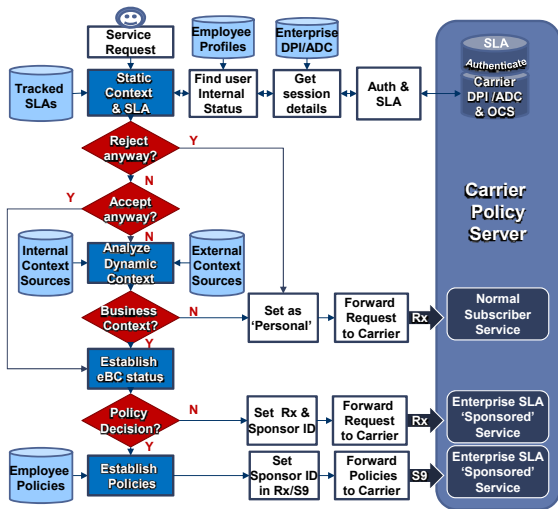 Service
Request
Employee
Profiles
Enterprise
DPI/ADC
SLA
Authenticate
Carrier
DPI /ADC
& OCS
Tracked
SLAs
Static
Context
& SLA
Find user
Internal
Status
Get
session
details
Auth &
SLA
Reject
anyway?
Y
N
Y
Accept
anyway?
N
Carrier
Policy
Server
Internal
Context
Sources
Analyze
Dynamic
Context
External
Context
Sources
Business
Context?
N
Y
Set as
‘Personal’
Forward
Request
to Carrier
Rx
Normal
Subscriber
Service
Establish
eBC status
Policy
Decision?
N
Y
Set Rx &
Sponsor ID
Forward
Request
to Carrier
Rx
Enterprise SLA
‘Sponsored’
Service
Employee
Policies
Establish
Policies
Set
Sponsor ID
in Rx/S9
Forward
Policies
to Carrier
S9
Enterprise SLA
‘Sponsored’
Service